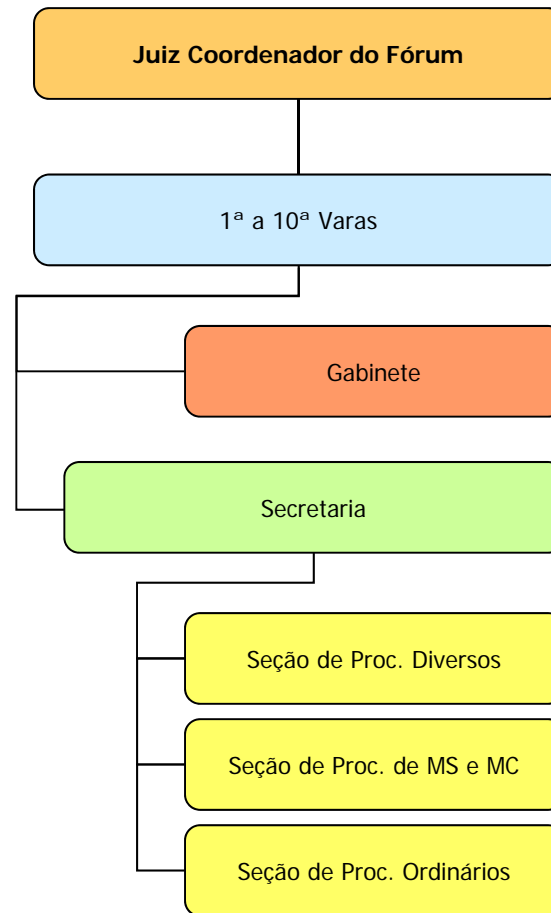 Juiz Coordenador do Fórum
1ª a 10ª Varas
Gabinete
Secretaria
Seção de Proc. Diversos
Seção de Proc. de MS e MC
Seção de Proc. Ordinários